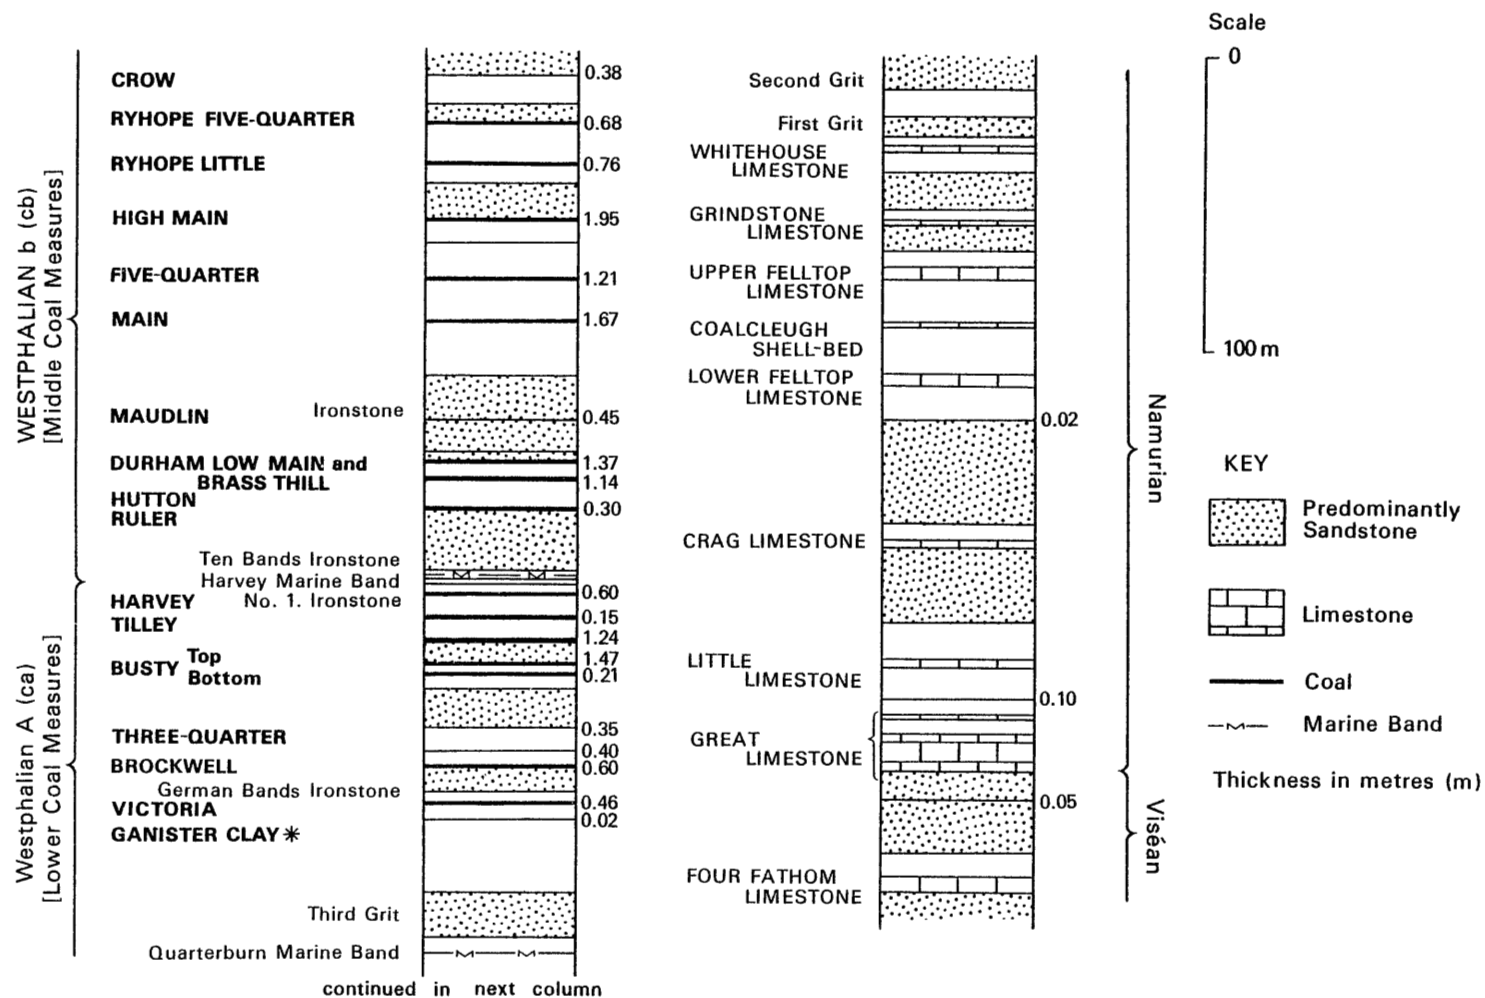 CROW
0.38
RYHOPE FIVE-QUARTER
0.68
RYHOPE LITTLE
0.76
HIGH MAIN
1.95
FIVE-QUARTER
1.21
MAIN
1.67
Ironstone
MAUDLIN
0.45
DURHAM LOW MAIN and
1.37
BRASS THILL
1.14
HUTTON
0.30
RULER
Ten Bands Ironstone
Harvey Marine Band
0.60
HARVEY
No. 1. Ironstone
0.15
TILLEY
1.24
BUSTY Top
1.47
Bottom
0.21
THREE-QUARTER
0.35
0.40
BROCKWELL
0.60
German Bands Ironstone
VICTORIA
0.46
0.02
GANISTER CLAY*
Third Grit
Quarterburn Marine Band
continued in next column
WESTPHALIAN b (cb)
[Middle Coal Measures]
Westphalian A (ca)
[Lower Coal Measures]
Second Grit
First Grit
WHITEHOUSE
LIMESTONE
GRINDSTONE
LIMESTONE
UPPER FELLTOP
LIMESTONE
COALCLEUGH
SHELL-BED
LOWER FELLTOP
LIMESTONE
0.02
CRAG LIMESTONE
LITTLE
LIMESTONE
0.10
GREAT
LIMESTONE
0.05
FOUR FATHOM
LIMESTONE
Namurian
Viséan
Scale
0
100 m
KEY
Predominantly
Sandstone
Limestone
Coal
Marine Band
Thickness in metres (m)